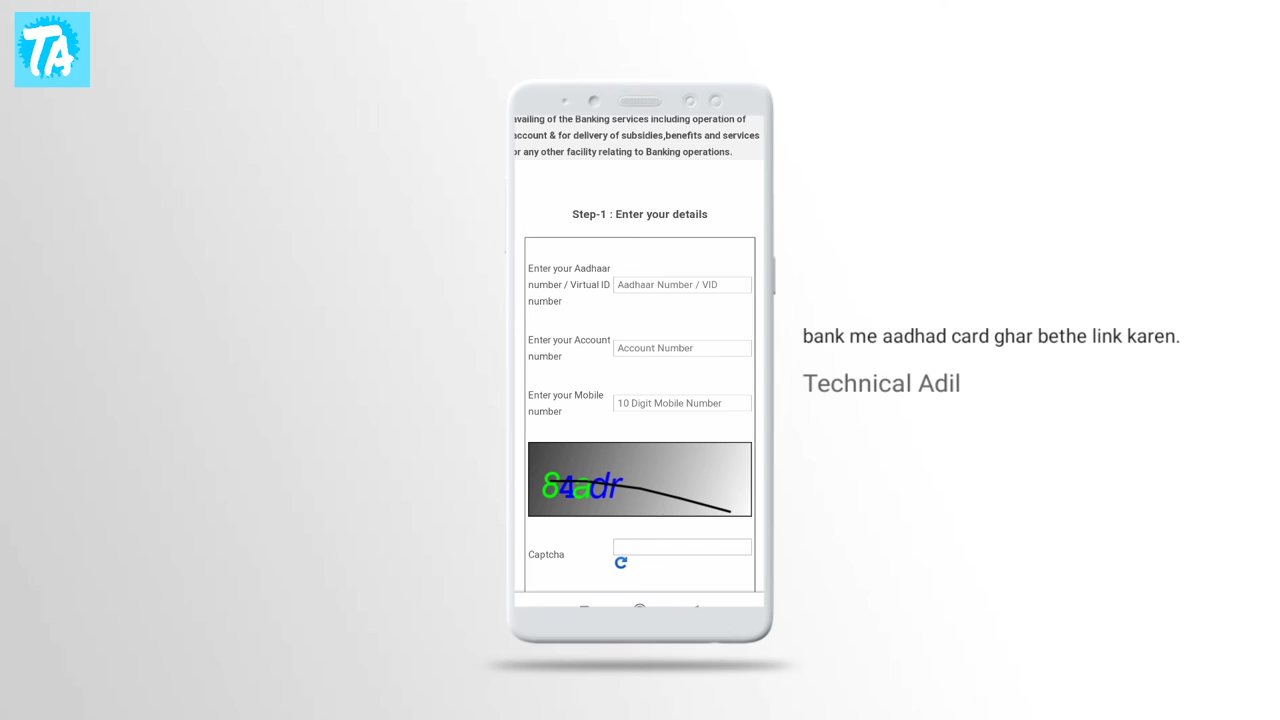 TA
availing of the Banking services including operation of
account & for delivery of subsidies,benefits and services
or any other facility relating to Banking operations.
Step-1 : Enter your details
Enter your Aadhaar
number / Virtual ID
number
Aadhaar Number / VID
Enter your Account
number
Account Number
Enter your Mobile
number
10 Digit Mobile Number
84adr
Captcha
bank me aadhad card ghar bethe link karen.
Technical Adil